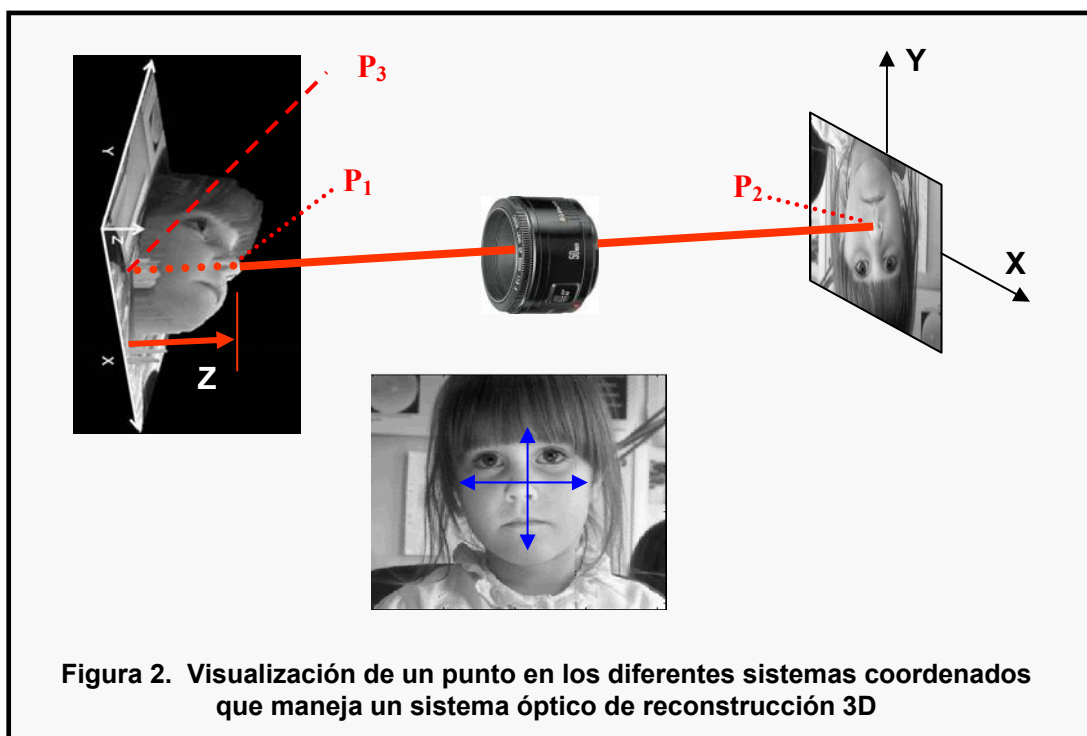 P3
P1
P2
Y
X
Y
Z
X
Z
50
Figura 2. Visualización de un punto en los diferentes sistemas coordenados
que maneja un sistema óptico de reconstrucción 3D